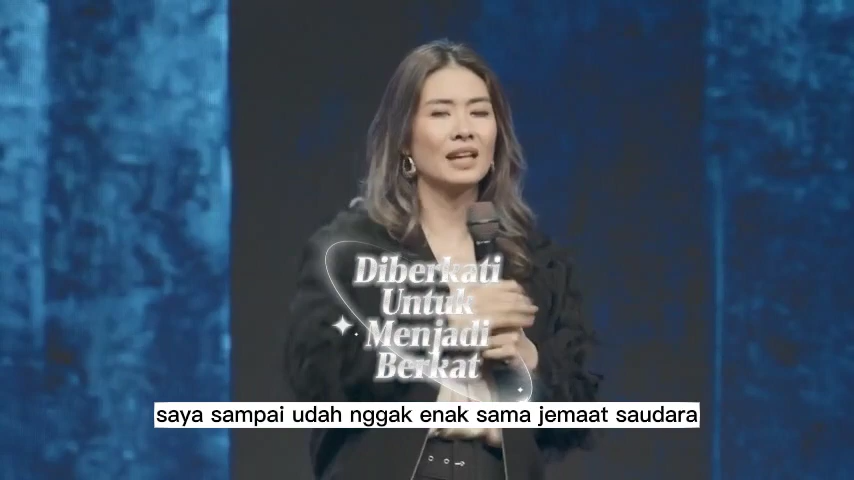 Diberkati
Untuk
Menjadi
Berkat
saya sampai udah nggak enak sama jemaat saudara